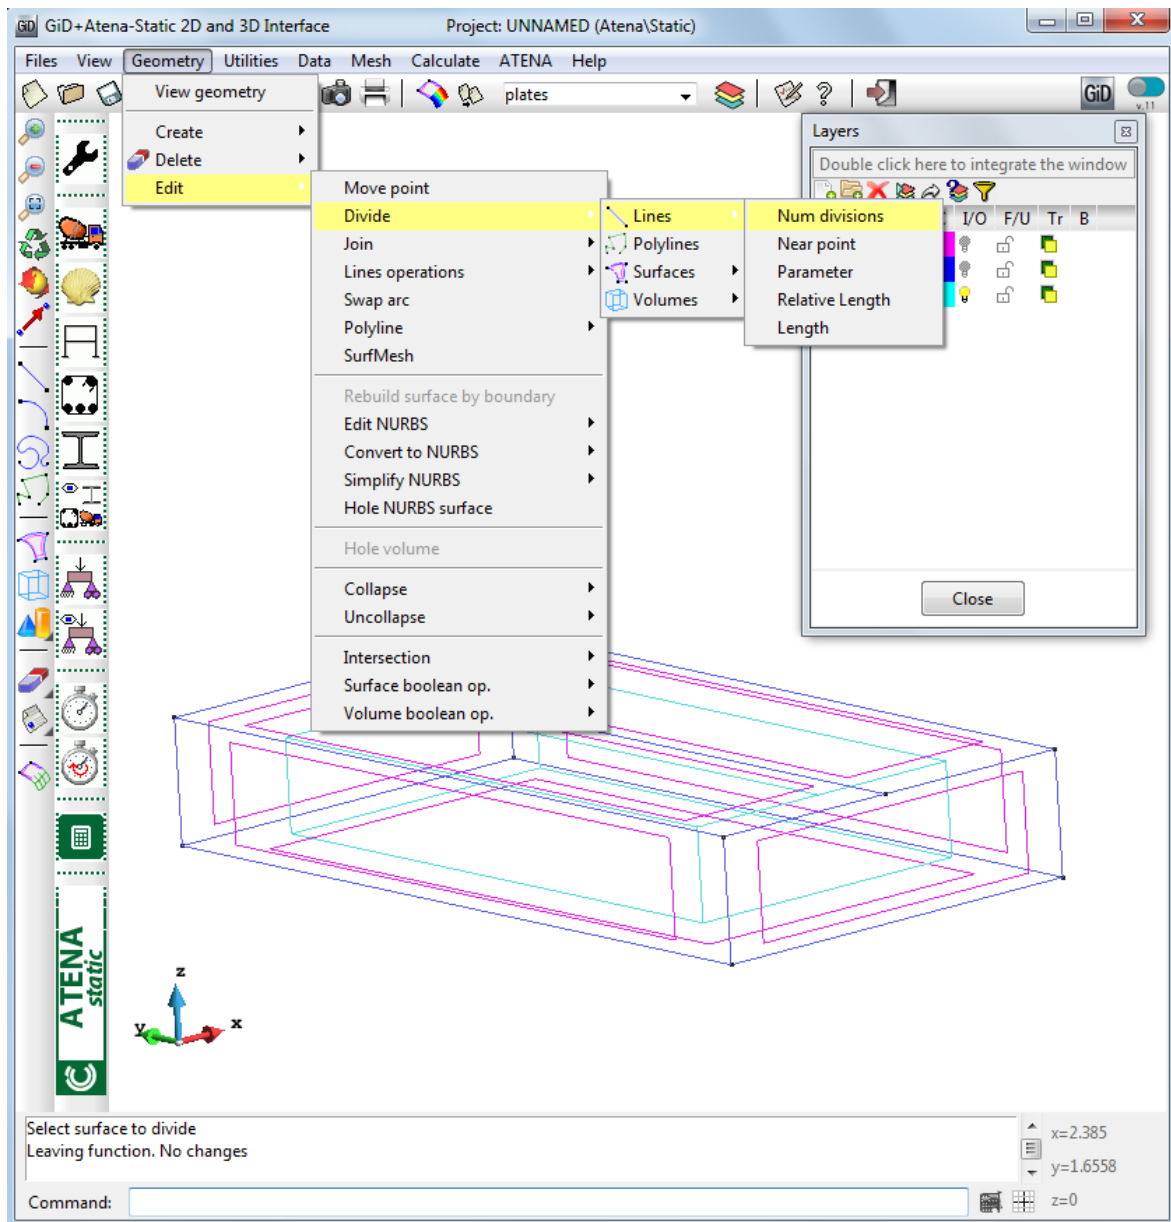 GiD GiD+Atena-Static 2D and 3D Interface Project: UNNAMED (Atena\Static)
Files View Geometry Utilities Data Mesh Calculate ATENA Help
plates GiD
v.11
View geometry
Create
Delete
Edit
Move point
Divide
Join
Lines operations
Swap arc
Polyline
SurfMesh
Rebuild surface by boundary
Edit NURBS
Convert to NURBS
Simplify NURBS
Hole NURBS surface
Hole volume
Collapse
Uncollapse
Intersection
Surface boolean op.
Volume boolean op.
Lines
Polylines
Surfaces
Volumes
Num divisions
Near point
Parameter
Relative Length
Length
Layers
Double click here to integrate the window
I/O F/U Tr B
Close
ATENA
static
z
y
x
Select surface to divide
Leaving function. No changes
Command:
x=2.385
y=1.6558
z=0